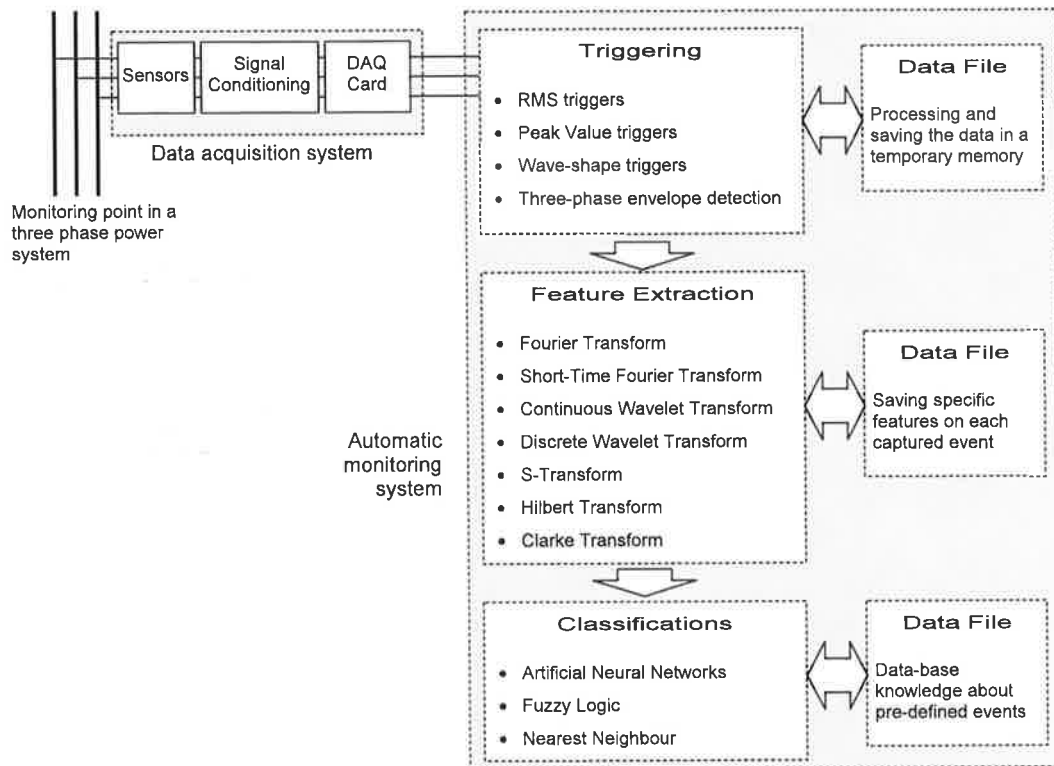 Sensors
Signal
Conditioning
DAQ
Card
Data acquisition system
Monitoring point in a
three phase power
system
Automatic
monitoring
system
Triggering
• RMS triggers
• Peak Value triggers
• Wave-shape triggers
• Three-phase envelope detection
Data File
Processing and
saving the data in a
temporary memory
Feature Extraction
• Fourier Transform
• Short-Time Fourier Transform
• Continuous Wavelet Transform
• Discrete Wavelet Transform
• S-Transform
• Hilbert Transform
• Clarke Transform
Data File
Saving specific
features on each
captured event
Classifications
• Artificial Neural Networks
• Fuzzy Logic
• Nearest Neighbour
Data File
Data-base
knowledge about
pre-defined events